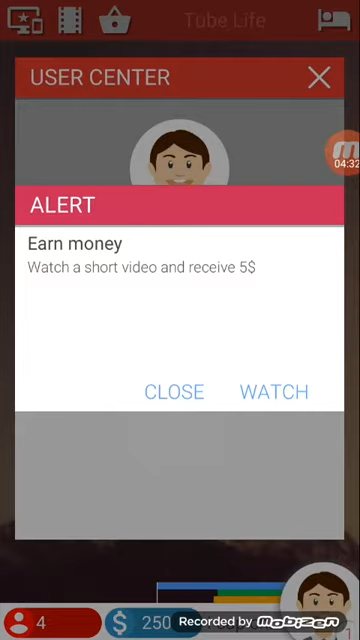 Tube Life
USER CENTER
04:32
ALERT
Earn money
Watch a short video and receive 5$
CLOSE WATCH
4
$ 250
Recorded by mobizen